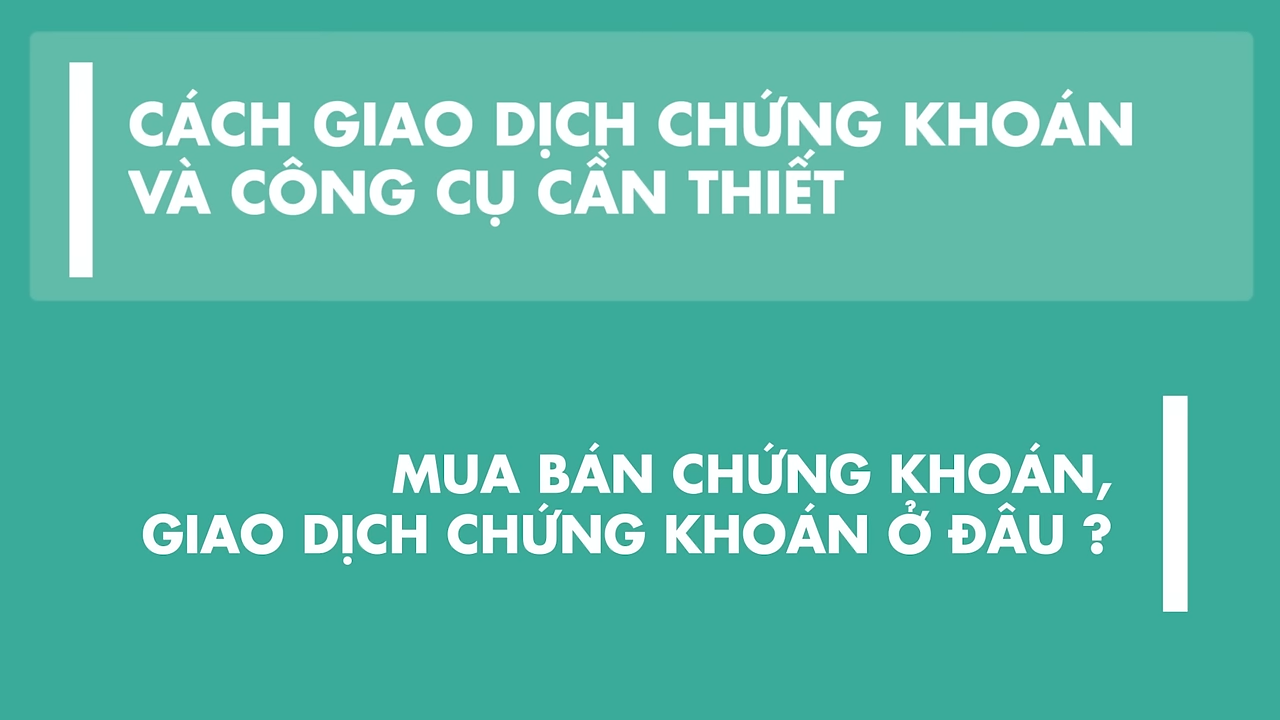 CÁCH GIAO DỊCH CHỨNG KHOÁN
VÀ CÔNG CỤ CẦN THIẾT
MUA BÁN CHỨNG KHOÁN,
GIAO DỊCH CHỨNG KHOÁN Ở ĐÂU ?